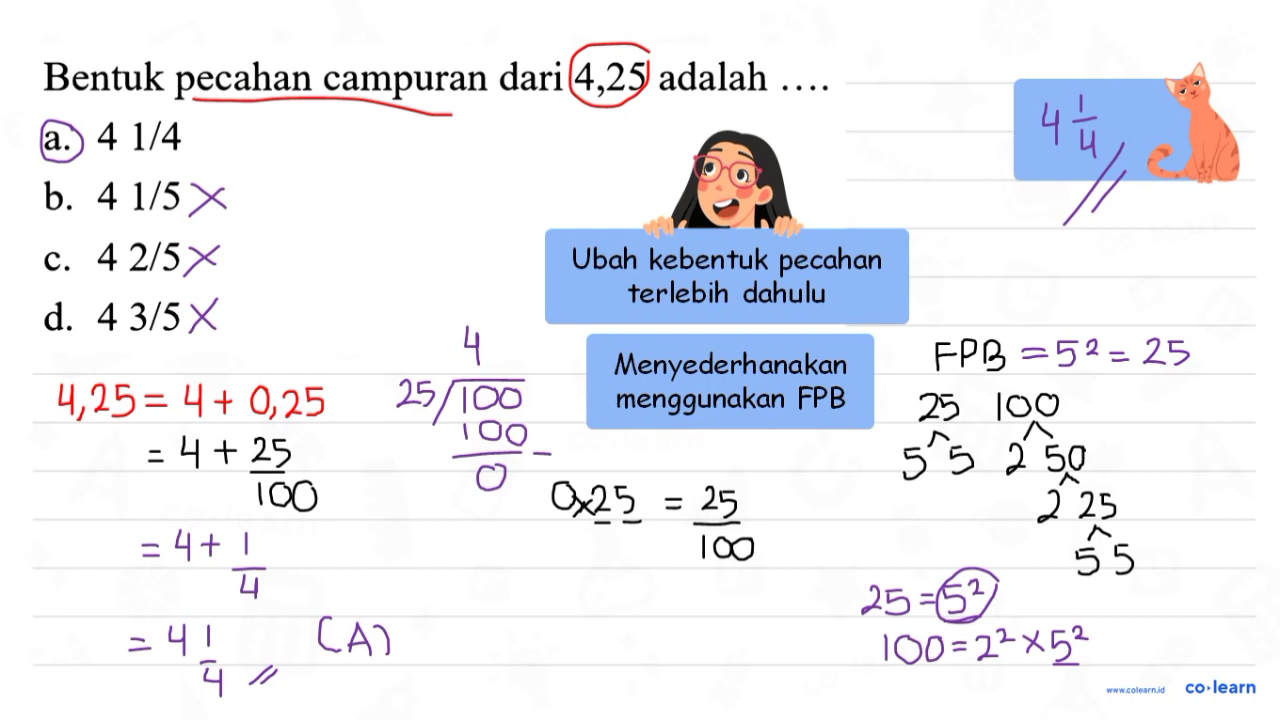 Bentuk pecahan campuran dari 4,25 adalah ....
a. 4 1/4
b. 4 1/5 ×
c. 4 2/5 ×
d. 4 3/5 ×
4 1/4 //
Ubah kebentuk pecahan
terlebih dahulu
Menyederhanakan
menggunakan FPB
4,25 = 4 + 0,25
= 4 + 25/100
= 4 + 1/4
= 4 1/4 // (A)
4
25 / 100
100
0 -
0,25 = 25/100
FPB = 5² = 25
25 100
5 5 2 50
2 25
5 5
25 = 5²
100 = 2² × 5²
www.colearn.id co·learn